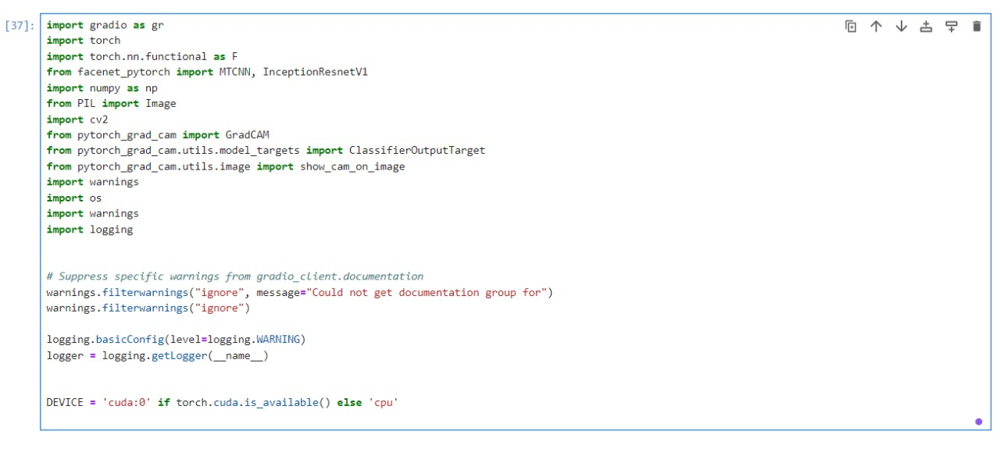 [37]: import gradio as gr
import torch
import torch.nn.functional as F
from facenet_pytorch import MTCNN, InceptionResnetV1
import numpy as np
from PIL import Image
import cv2
from pytorch_grad_cam import GradCAM
from pytorch_grad_cam.utils.model_targets import ClassifierOutputTarget
from pytorch_grad_cam.utils.image import show_cam_on_image
import warnings
import os
import warnings
import logging
# Suppress specific warnings from gradio_client.documentation
warnings.filterwarnings("ignore", message="Could not get documentation group for")
warnings.filterwarnings("ignore")
logging.basicConfig(level=logging.WARNING)
logger = logging.getLogger(__name__)
DEVICE = 'cuda:0' if torch.cuda.is_available() else 'cpu'